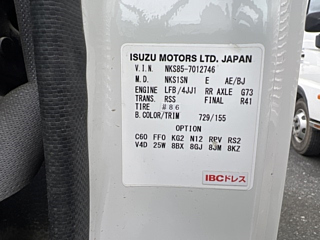 ISUZU MOTORS LTD. JAPAN
V.I.N. NKS85-7012746
M.D. NKS1SN E AE/BJ
ENGINE LFB/4JJ1 RR AXLE G73
TRANS. RSS FINAL R41
TIRE #86
B.COLOR/TRIM 729/155
OPTION
C60 FF0 KG2 N12 RPV RS2
V4D 25W 8BX 8GJ 8JM 8KZ
IBCドレス